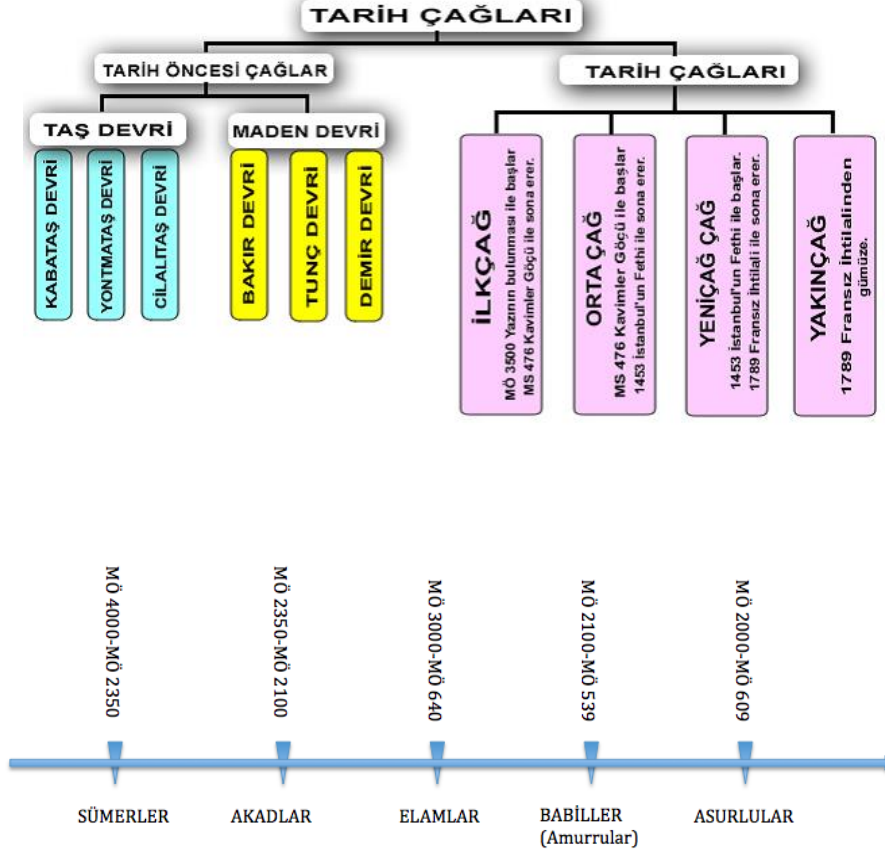 TARİH ÇAĞLARI
TARİH ÖNCESİ ÇAĞLAR
TARİH ÇAĞLARI
TAŞ DEVRİ
MADEN DEVRİ
KABATAŞ DEVRİ
YONTMATAŞ DEVRİ
CİLALITAŞ DEVRİ
BAKIR DEVRİ
TUNÇ DEVRİ
DEMİR DEVRİ
İLKÇAĞ
MÖ 3500 Yazının bulunması ile başlar
MS 476 Kavimler Göçü ile sona erer.
ORTA ÇAĞ
MS 476 Kavimler Göçü ile başlar
1453 İstanbul'un Fethi ile sona erer.
YENİÇAĞ ÇAĞ
1453 İstanbul'un Fethi ile başlar.
1789 Fransız İhtilali ile sona erer.
YAKINÇAĞ
1789 Fransız İhtilalinden
gümüze.
MÖ 4000-MÖ 2350
MÖ 2350-MÖ 2100
MÖ 3000-MÖ 640
MÖ 2100-MÖ 539
MÖ 2000-MÖ 609
SÜMERLER
AKADLAR
ELAMLAR
BABİLLER
(Amurrular)
ASURLULAR